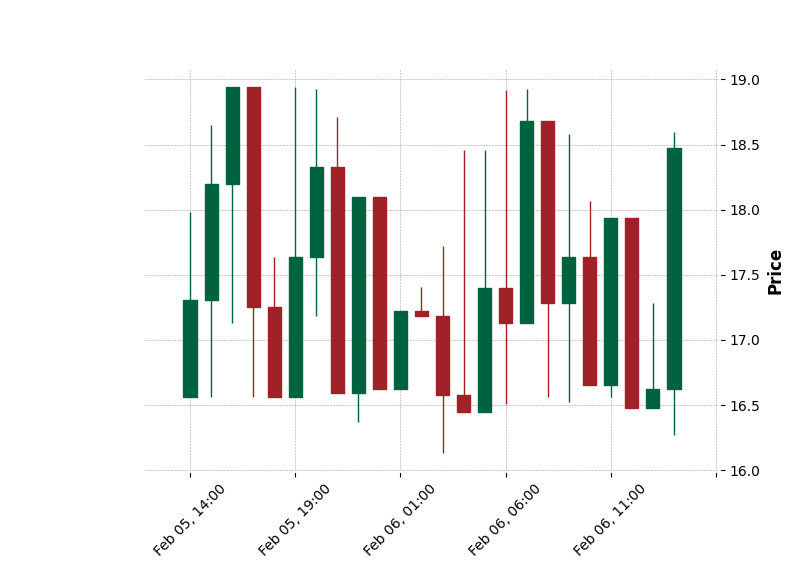 19.0
18.5
18.0
17.5
17.0
16.5
16.0
Price
Feb 05, 14:00
Feb 05, 19:00
Feb 06, 01:00
Feb 06, 06:00
Feb 06, 11:00